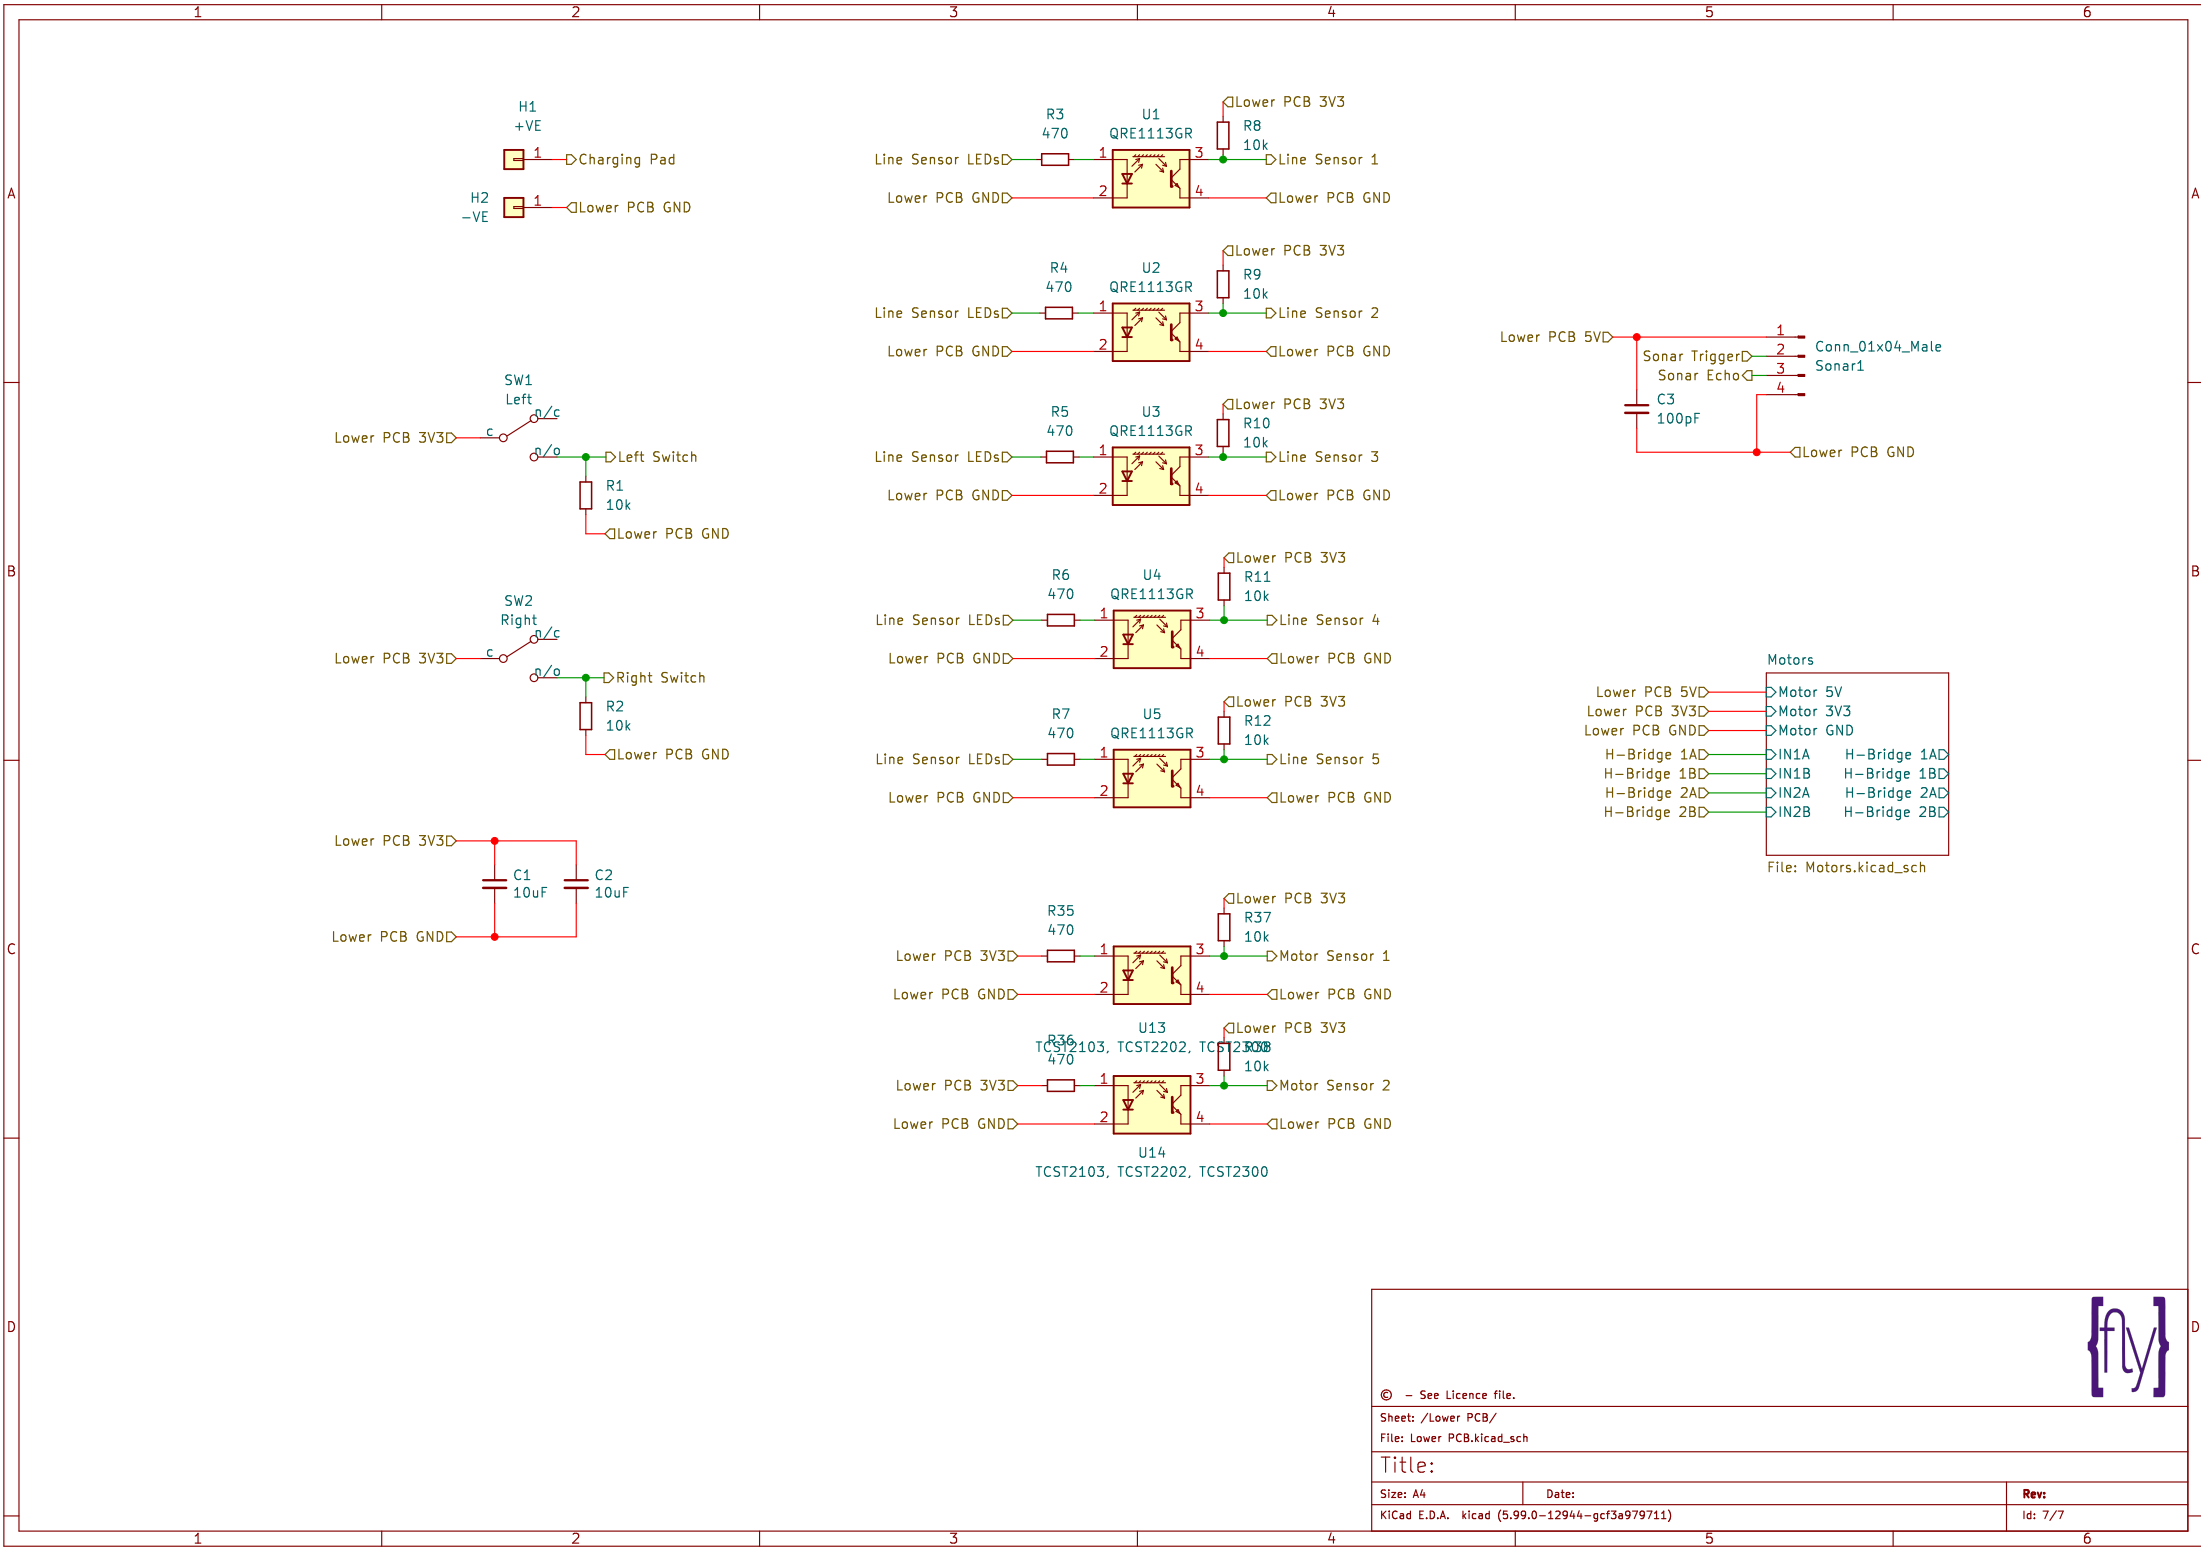 1 2 3 4 5 6
A
B
C
D
H1
+VE
1
Charging Pad
H2
-VE
1
Lower PCB GND
SW1
Left
n/c
c
Lower PCB 3V3
n/o
Left Switch
R1
10k
Lower PCB GND
SW2
Right
n/c
c
Lower PCB 3V3
n/o
Right Switch
R2
10k
Lower PCB GND
Lower PCB 3V3
C1
10uF
C2
10uF
Lower PCB GND
Lower PCB 3V3
R3
470
U1
QRE1113GR
R8
10k
Line Sensor LEDs
1
3
Line Sensor 1
Lower PCB GND
2
4
Lower PCB GND
Lower PCB 3V3
R4
470
U2
QRE1113GR
R9
10k
Line Sensor LEDs
1
3
Line Sensor 2
Lower PCB GND
2
4
Lower PCB GND
Lower PCB 3V3
R5
470
U3
QRE1113GR
R10
10k
Line Sensor LEDs
1
3
Line Sensor 3
Lower PCB GND
2
4
Lower PCB GND
Lower PCB 3V3
R6
470
U4
QRE1113GR
R11
10k
Line Sensor LEDs
1
3
Line Sensor 4
Lower PCB GND
2
4
Lower PCB GND
Lower PCB 3V3
R7
470
U5
QRE1113GR
R12
10k
Line Sensor LEDs
1
3
Line Sensor 5
Lower PCB GND
2
4
Lower PCB GND
Lower PCB 3V3
R35
470
R37
10k
Lower PCB 3V3
1
3
Motor Sensor 1
Lower PCB GND
2
4
Lower PCB GND
U13
TCST2103, TCST2202, TCST2300
Lower PCB 3V3
R36
470
R38
10k
Lower PCB 3V3
1
3
Motor Sensor 2
Lower PCB GND
2
4
Lower PCB GND
U14
TCST2103, TCST2202, TCST2300
Lower PCB 5V
1
Sonar Trigger
2
Sonar Echo
3
4
Conn_01x04_Male
Sonar1
C3
100pF
Lower PCB GND
Motors
Lower PCB 5V
Motor 5V
Lower PCB 3V3
Motor 3V3
Lower PCB GND
Motor GND
H-Bridge 1A
IN1A
H-Bridge 1A
H-Bridge 1B
IN1B
H-Bridge 1B
H-Bridge 2A
IN2A
H-Bridge 2A
H-Bridge 2B
IN2B
H-Bridge 2B
File: Motors.kicad_sch
{fly}
© - See Licence file.
Sheet: /Lower PCB/
File: Lower PCB.kicad_sch
Title:
Size: A4
Date:
Rev:
KiCad E.D.A. kicad (5.99.0-12944-gcf3a979711)
Id: 7/7
A
B
C
D
1 2 3 4 5 6